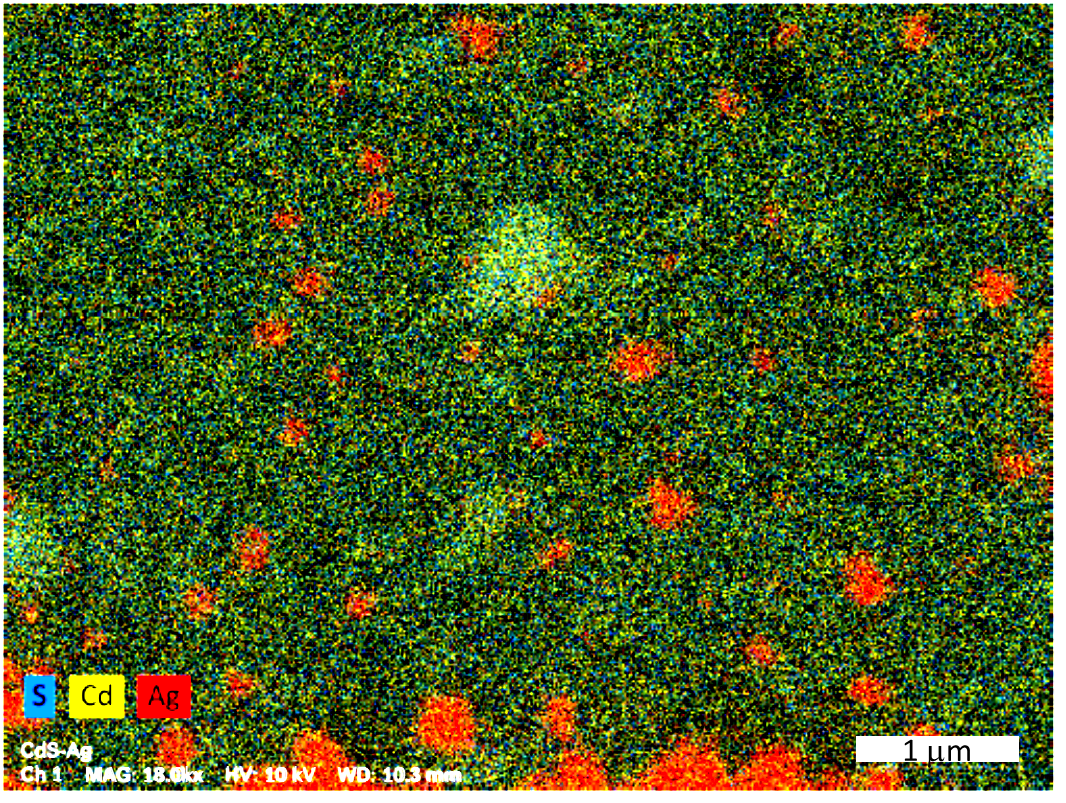 S Cd Ag
CdS-Ag
Ch 1 MAG: 18.0kx HV: 10 kV WD: 10.3 mm
1 µm